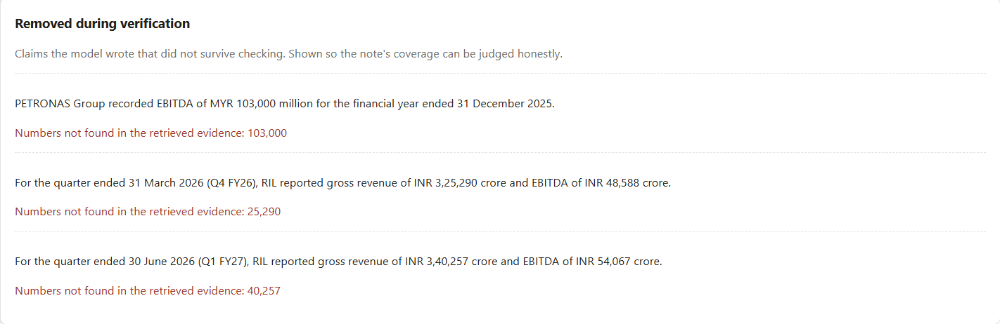 Removed during verification
Claims the model wrote that did not survive checking. Shown so the note's coverage can be judged honestly.
PETRONAS Group recorded EBITDA of MYR 103,000 million for the financial year ended 31 December 2025.
Numbers not found in the retrieved evidence: 103,000
For the quarter ended 31 March 2026 (Q4 FY26), RIL reported gross revenue of INR 3,25,290 crore and EBITDA of INR 48,588 crore.
Numbers not found in the retrieved evidence: 25,290
For the quarter ended 30 June 2026 (Q1 FY27), RIL reported gross revenue of INR 3,40,257 crore and EBITDA of INR 54,067 crore.
Numbers not found in the retrieved evidence: 40,257